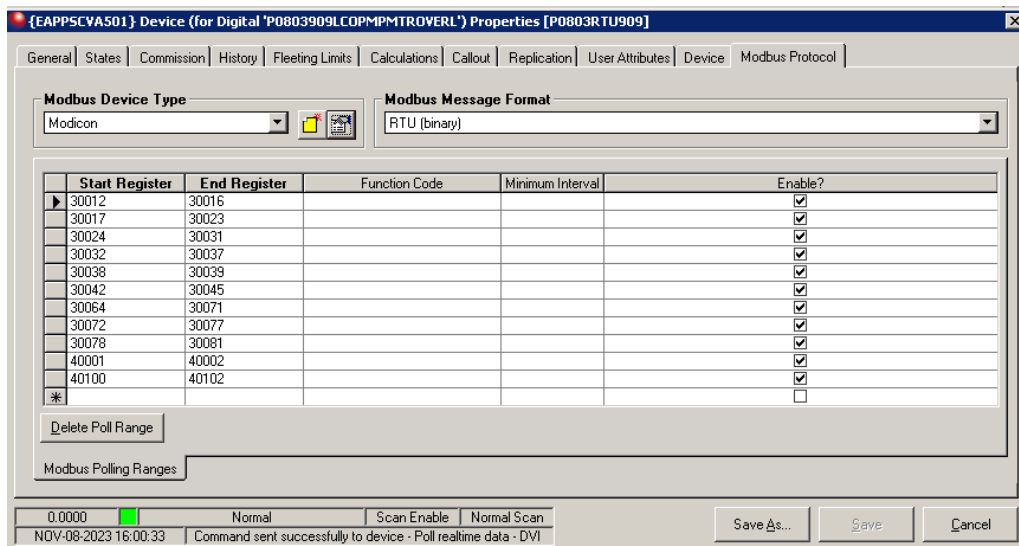 {EAPPSCVA501} Device (for Digital 'P0803909LCOPMPMTROVERL') Properties [P0803RTU909]
General States Commission History Fleeting Limits Calculations Callout Replication User Attributes Device Modbus Protocol
Modbus Device Type Modbus Message Format
Modicon RTU (binary)
Start Register End Register Function Code Minimum Interval Enable?
30012 30016
30017 30023
30024 30031
30032 30037
30038 30039
30042 30045
30064 30071
30072 30077
30078 30081
40001 40002
40100 40102
Delete Poll Range
Modbus Polling Ranges
0.0000 Normal Scan Enable Normal Scan
NOV-08-2023 16:00:33 Command sent successfully to device - Poll realtime data - DVI
Save As... Save Cancel